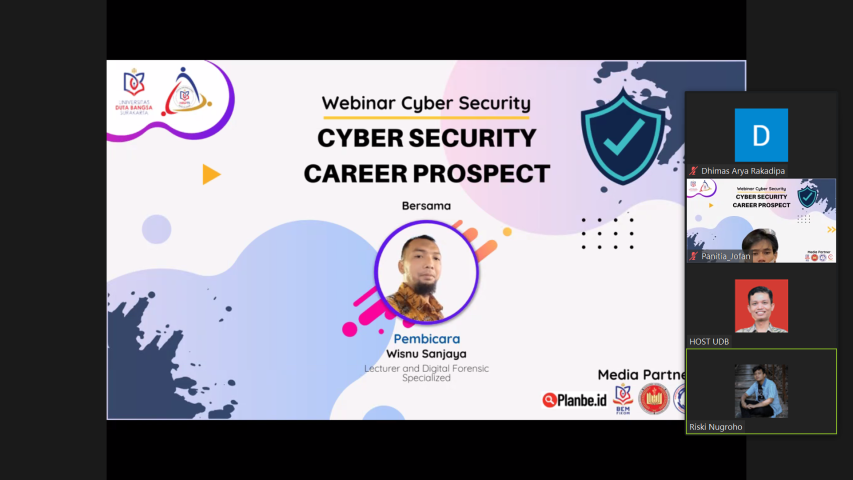 UNIVERSITAS
DUTA BANGSA
SURAKARTA
Webinar Cyber Security
CYBER SECURITY
CAREER PROSPECT
Bersama
Pembicara
Wisnu Sanjaya
Lecturer and Digital Forensic
Specialized
Media Partne
Planbe.id
BEM
D
Dhimas Arya Rakadipa
Webinar Cyber Security
CYBER SECURITY
CAREER PROSPECT
Media Partner
Panitia_Jofan
HOST UDB
Riski Nugroho